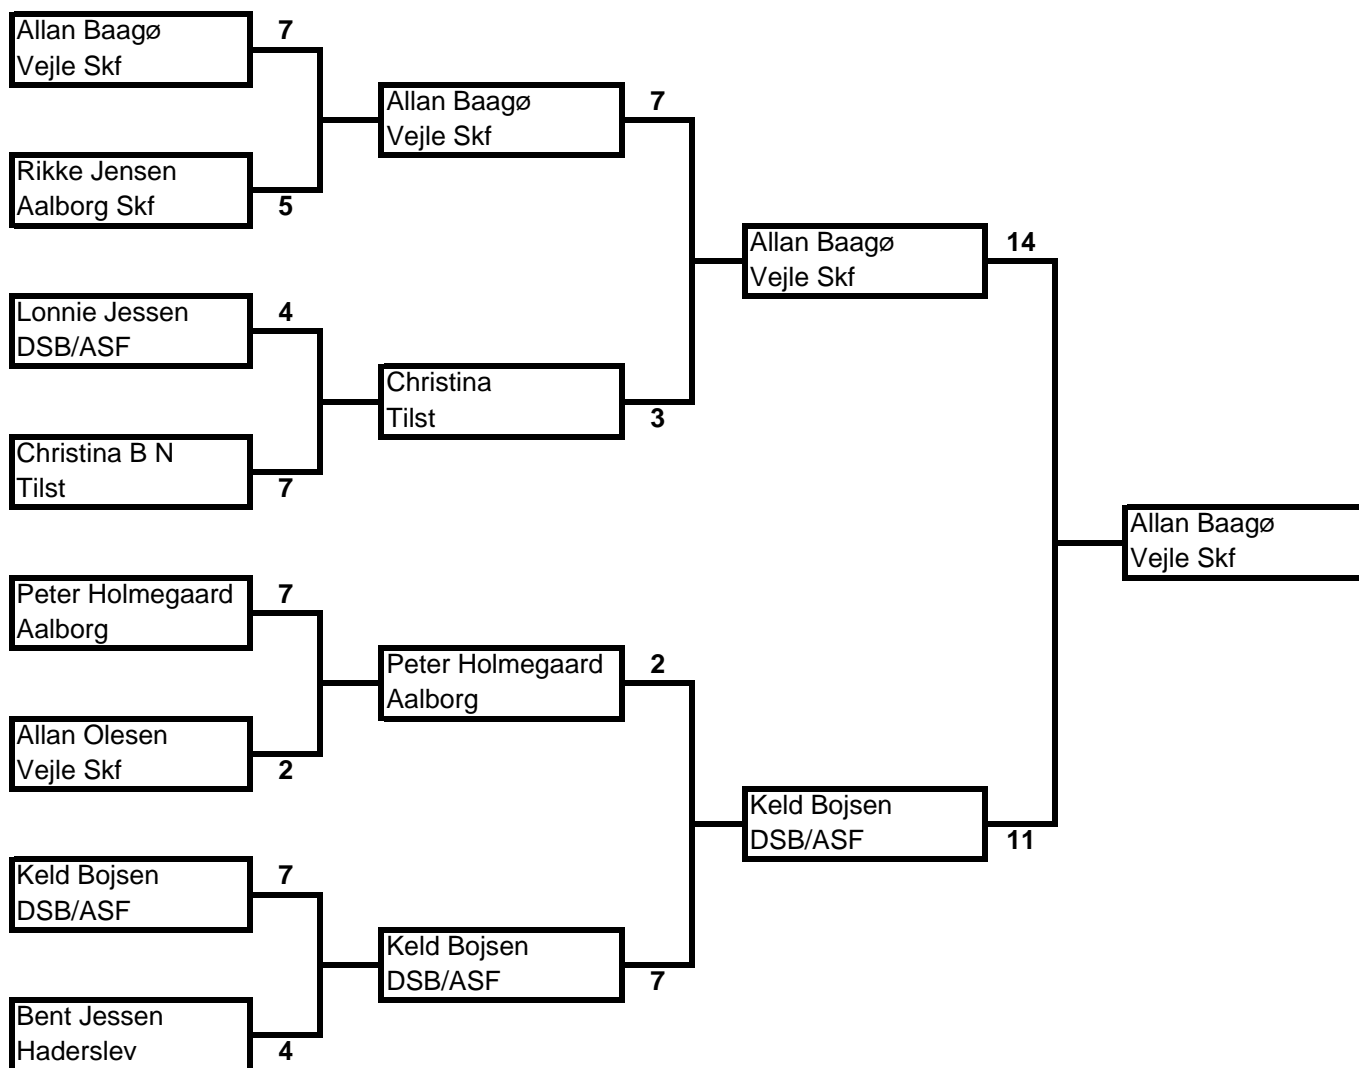 Allan Baagø
Vejle Skf
7
Rikke Jensen
Aalborg Skf
5
Lonnie Jessen
DSB/ASF
4
Christina B N
Tilst
7
Peter Holmegaard
Aalborg
7
Allan Olesen
Vejle Skf
2
Keld Bojsen
DSB/ASF
7
Bent Jessen
Haderslev
4
Allan Baagø
Vejle Skf
7
Christina
Tilst
3
Peter Holmegaard
Aalborg
2
Keld Bojsen
DSB/ASF
7
Allan Baagø
Vejle Skf
14
Keld Bojsen
DSB/ASF
11
Allan Baagø
Vejle Skf